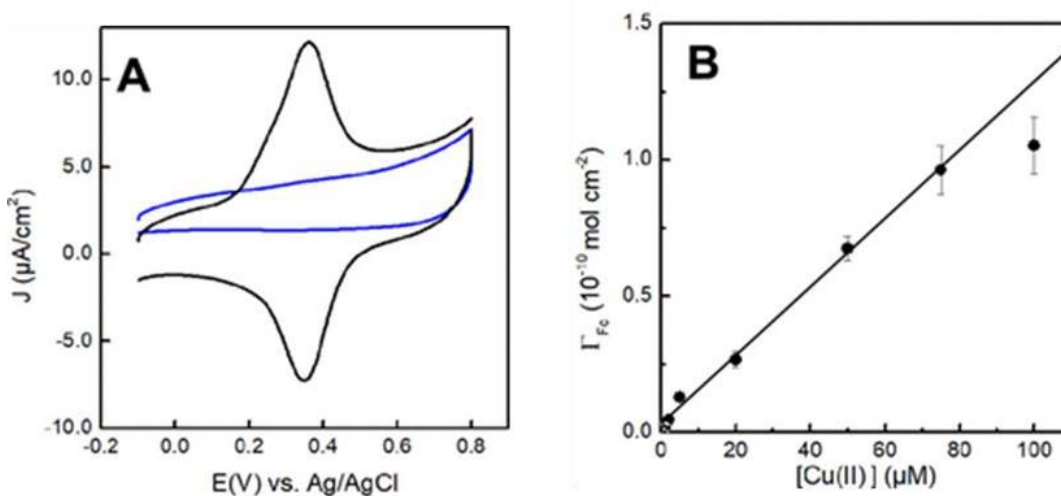 A
10.0
5.0
0.0
-5.0
-10.0
J (µA/cm²)
-0.2 0.0 0.2 0.4 0.6 0.8
E(V) vs. Ag/AgCl
B
1.5
1.0
0.5
0.0
Γ_Fc (10⁻¹⁰ mol cm⁻²)
0 20 40 60 80 100
[Cu(II)] (µM)